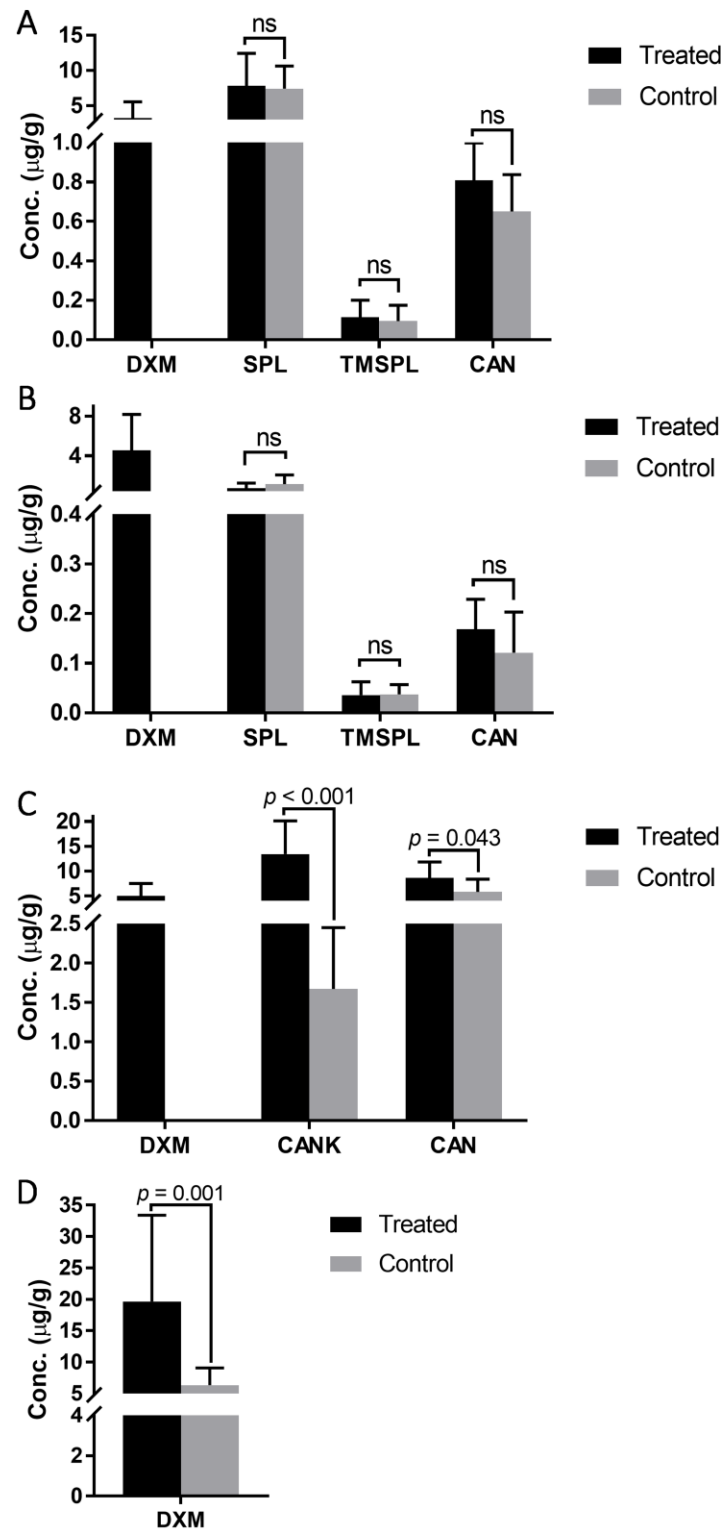 A
ns
ns
ns
Treated
Control
Conc. (µg/g)
15
10
5
1.0
0.8
0.6
0.4
0.2
0.0
DXM SPL TMSPL CAN
B
ns
ns
ns
Treated
Control
Conc. (µg/g)
8
4
0.4
0.3
0.2
0.1
0.0
DXM SPL TMSPL CAN
C
p < 0.001
p = 0.043
Treated
Control
Conc. (µg/g)
20
15
10
5
2.5
2.0
1.5
1.0
0.5
0.0
DXM CANK CAN
D
p = 0.001
Treated
Control
Conc. (µg/g)
35
30
25
20
15
10
5
4
2
0
DXM